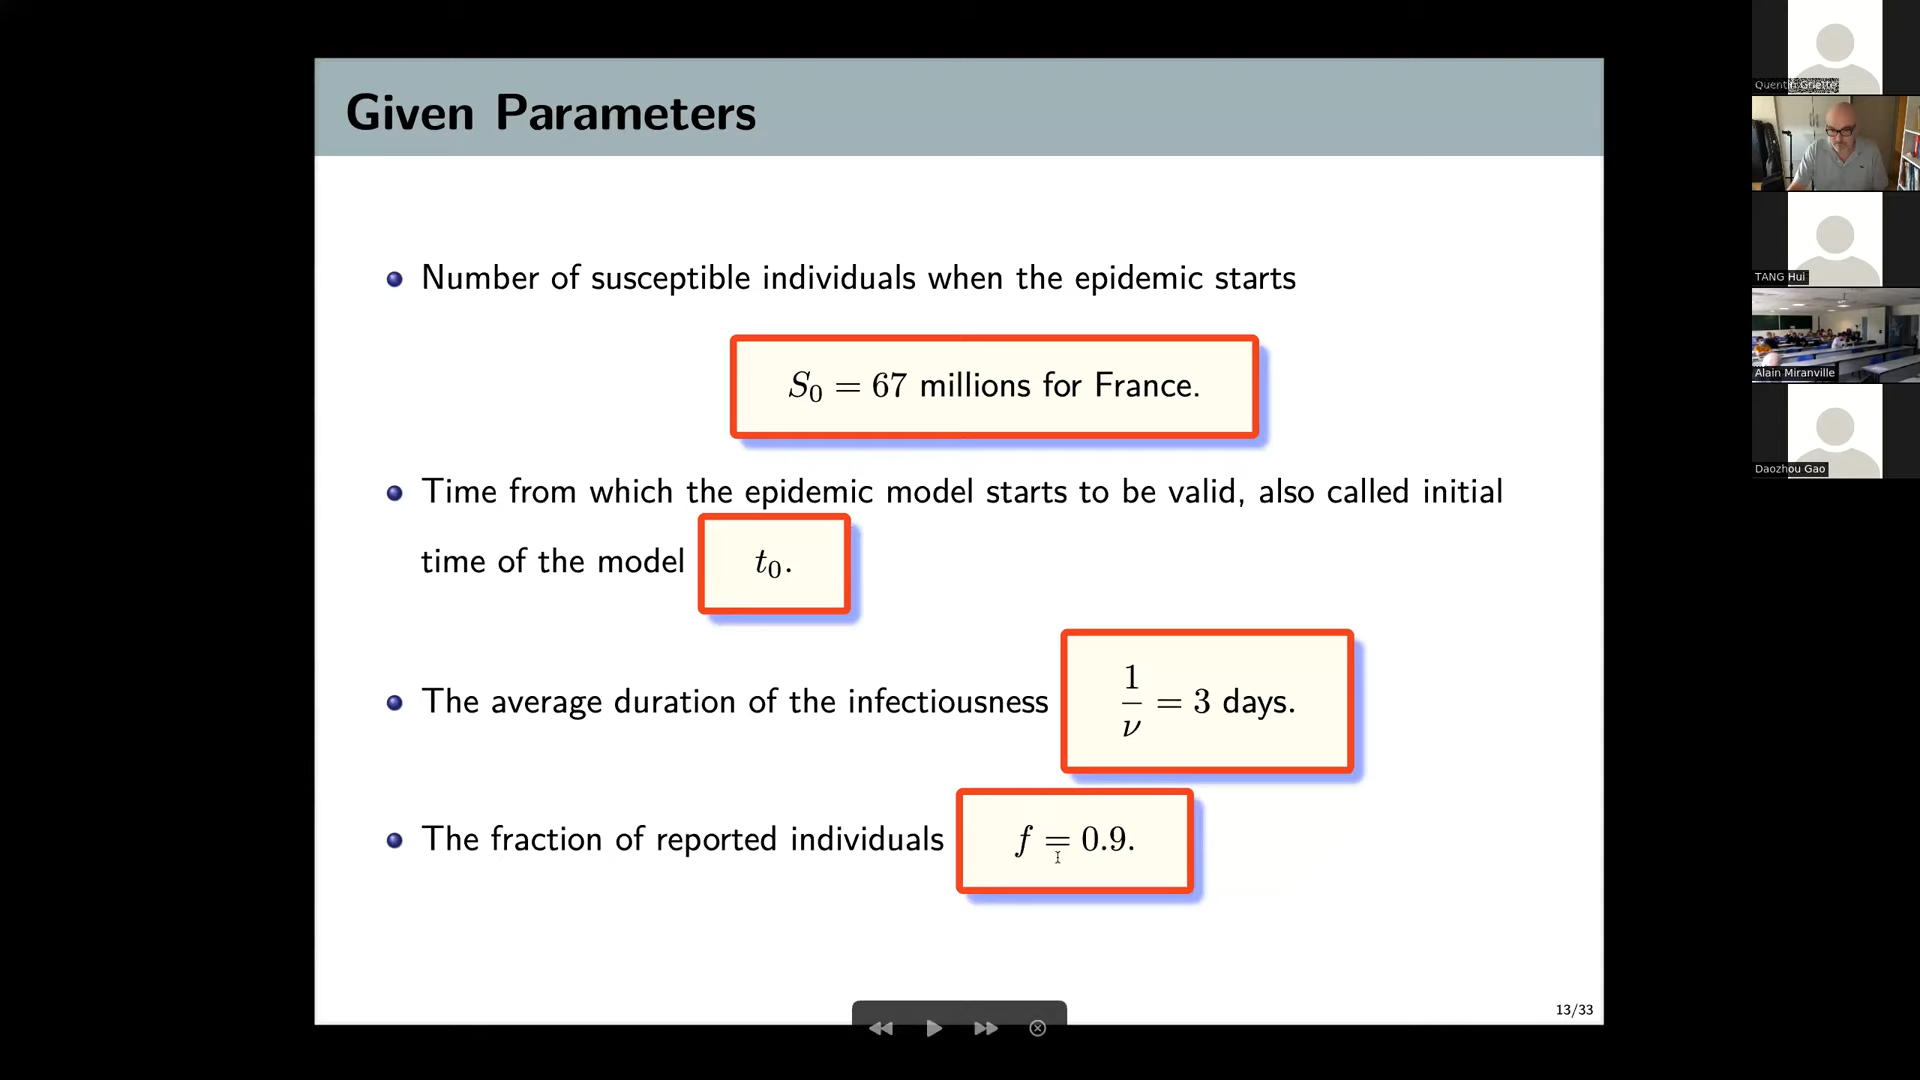 Given Parameters
Number of susceptible individuals when the epidemic starts
S₀ = 67 millions for France.
Time from which the epidemic model starts to be valid, also called initial
time of the model t₀.
The average duration of the infectiousness 1/ν = 3 days.
The fraction of reported individuals f = 0.9.
13/33
TANG Hui
Alain Miranville
Daozhou Gao